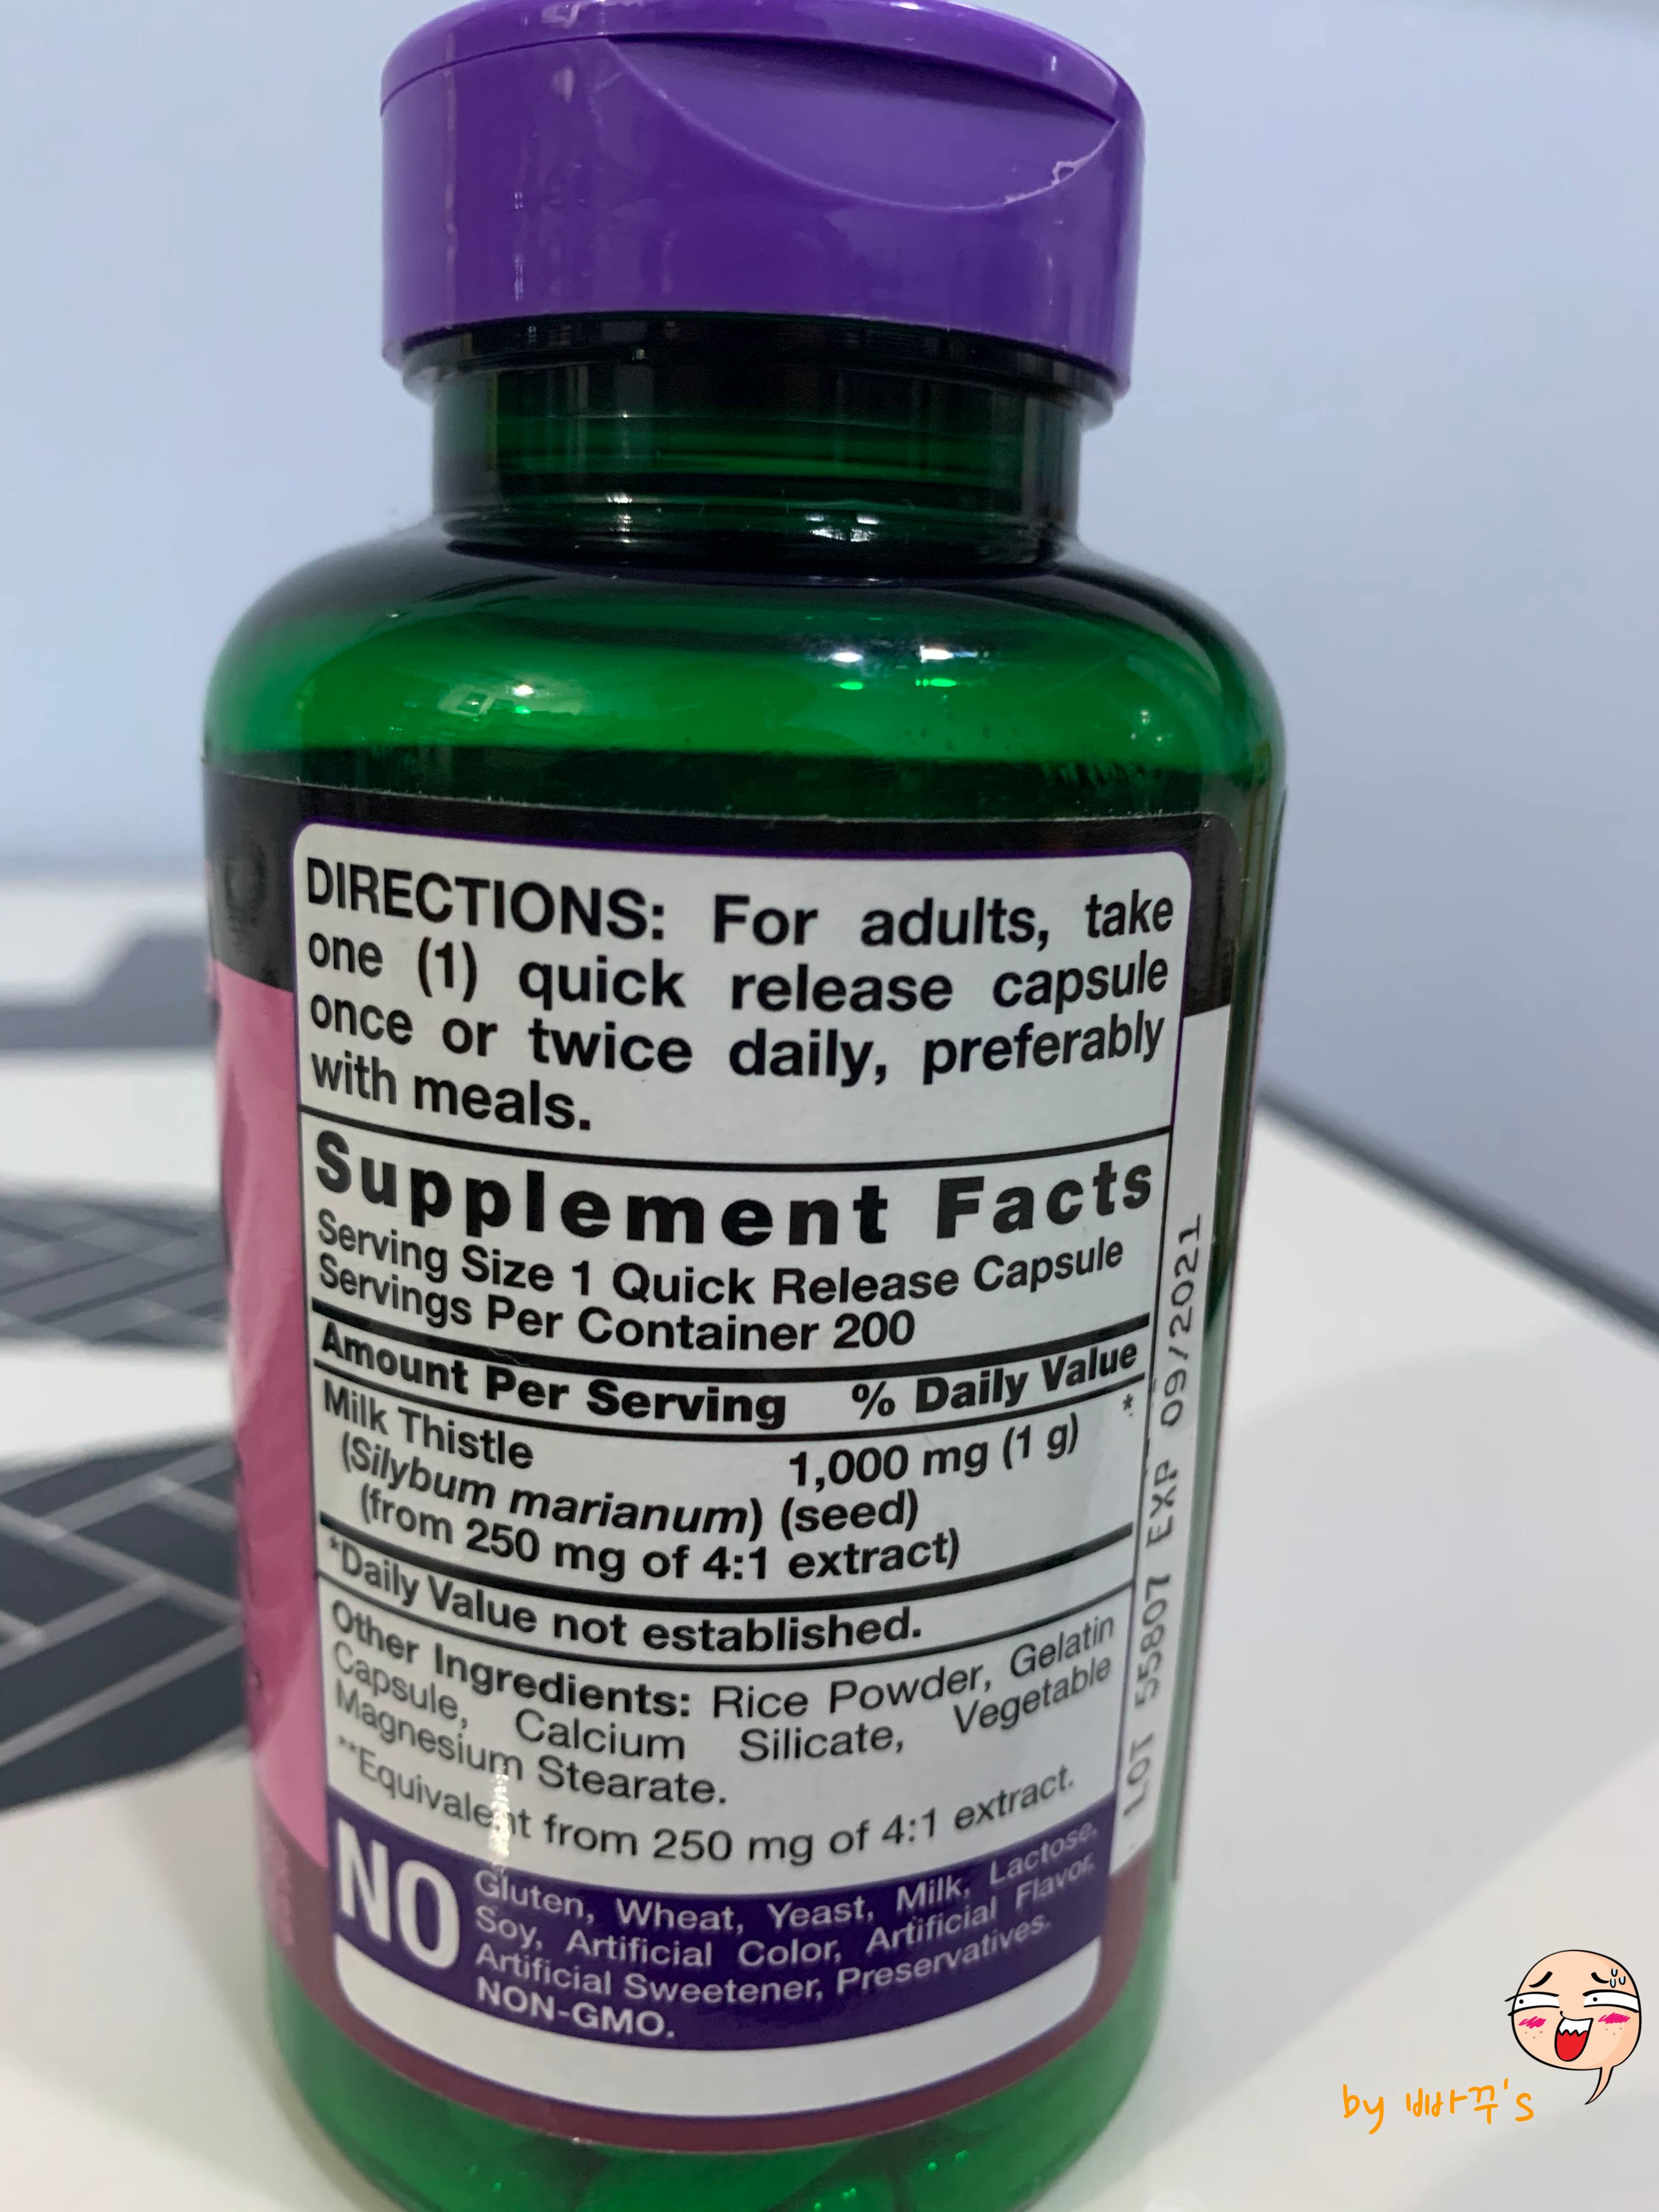 DIRECTIONS: For adults, take
one (1) quick release capsule
once or twice daily, preferably
with meals.
Supplement Facts
Serving Size 1 Quick Release Capsule
Servings Per Container 200
Amount Per Serving % Daily Value
Milk Thistle 1,000 mg (1 g) *
(Silybum marianum) (seed)
(from 250 mg of 4:1 extract)
*Daily Value not established.
Other Ingredients: Rice Powder, Gelatin
Capsule, Calcium Silicate, Vegetable
Magnesium Stearate.
**Equivalent from 250 mg of 4:1 extract.
NO
Gluten, Wheat, Yeast, Milk, Lactose,
Soy, Artificial Color, Artificial Flavor,
Artificial Sweetener, Preservatives.
NON-GMO.
LOT 55807 EXP 09/2021
by 빠꾸's